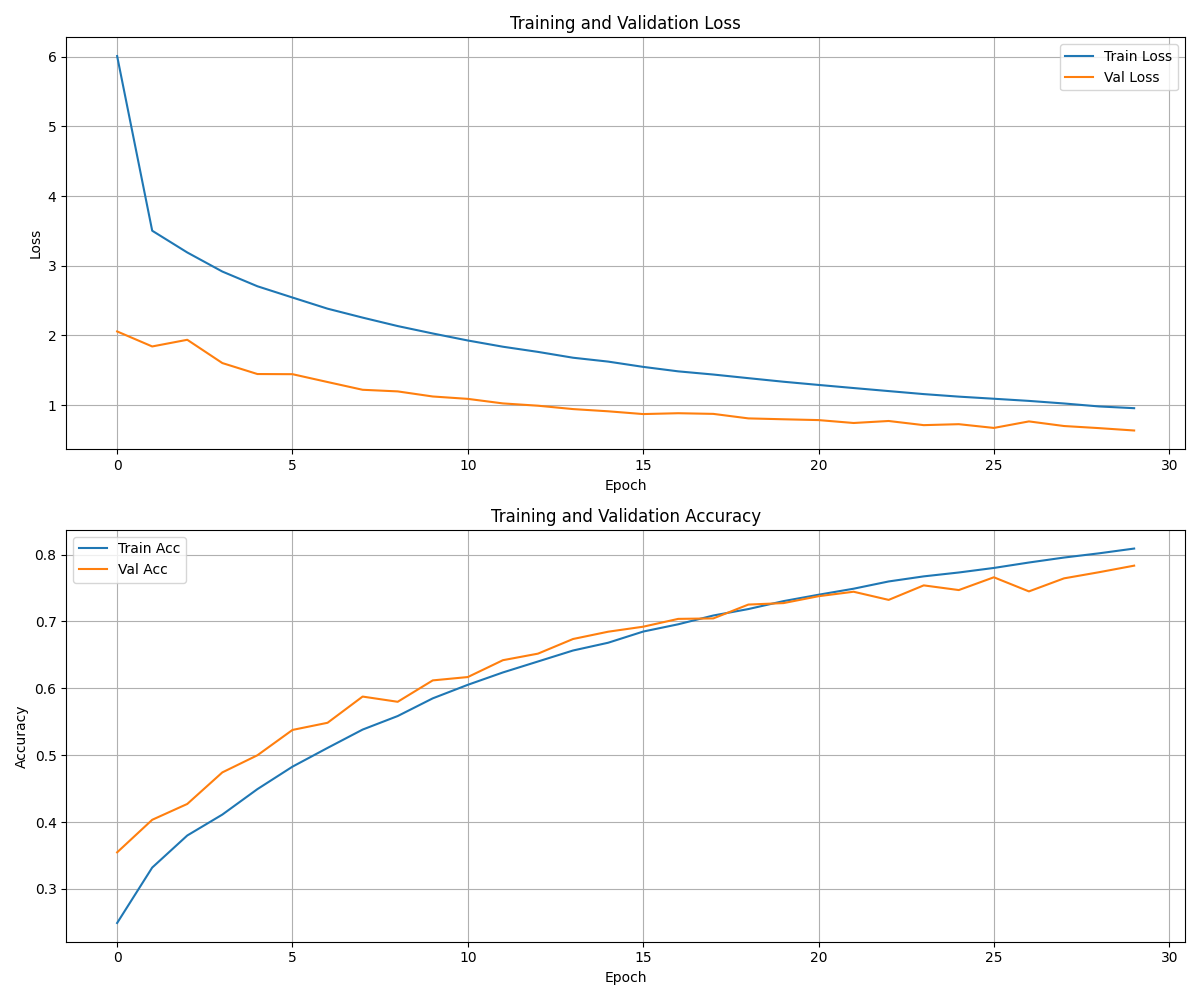 Training and Validation Loss
Loss
6
5
4
3
2
1
Train Loss
Val Loss
0 5 10 15 20 25 30
Epoch
Training and Validation Accuracy
Accuracy
0.8
0.7
0.6
0.5
0.4
0.3
Train Acc
Val Acc
0 5 10 15 20 25 30
Epoch